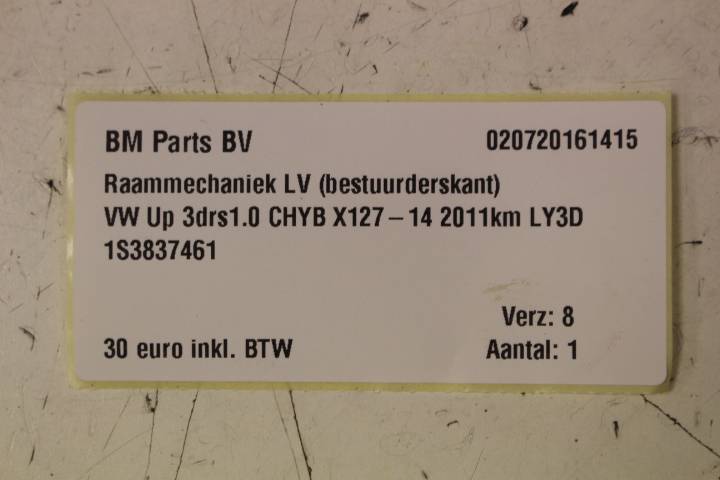 BM Parts BV 020720161415
Raammechaniek LV (bestuurderskant)
VW Up 3drs1.0 CHYB X127-14 2011km LY3D
1S3837461
Verz: 8
30 euro inkl. BTW Aantal: 1